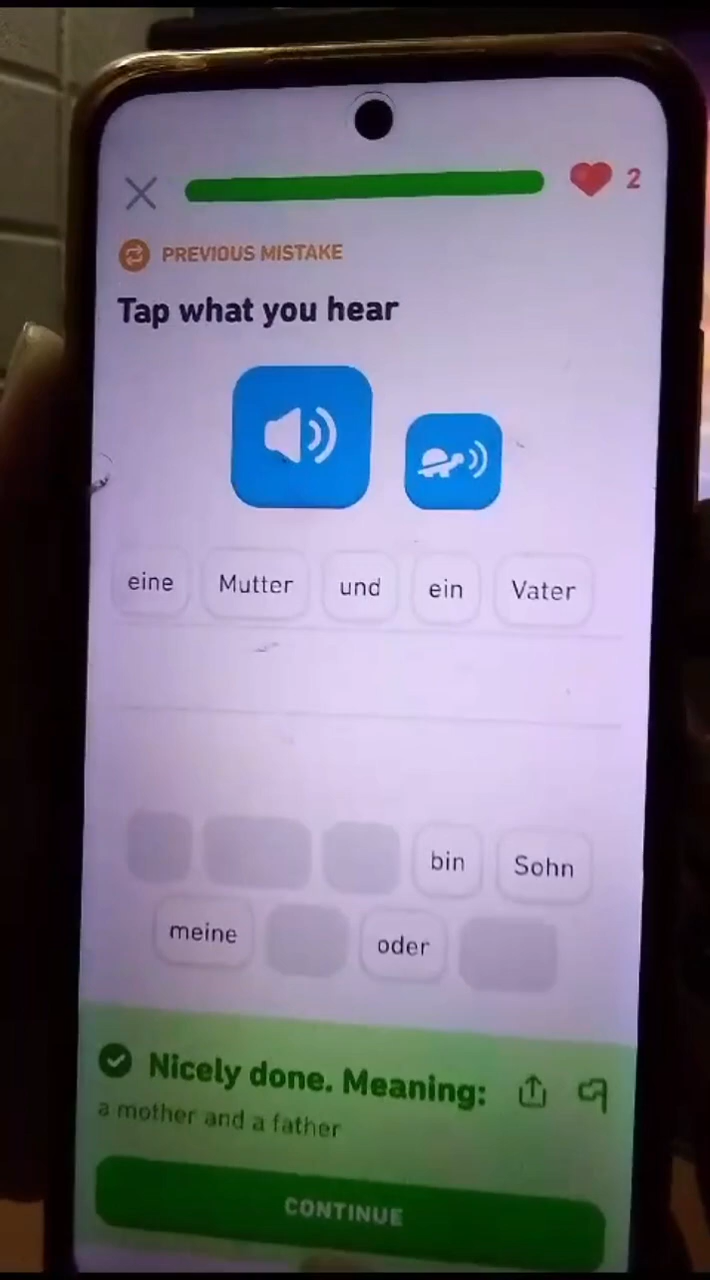 2
PREVIOUS MISTAKE
Tap what you hear
eine Mutter und ein Vater
bin Sohn
meine oder
Nicely done. Meaning:
a mother and a father
CONTINUE